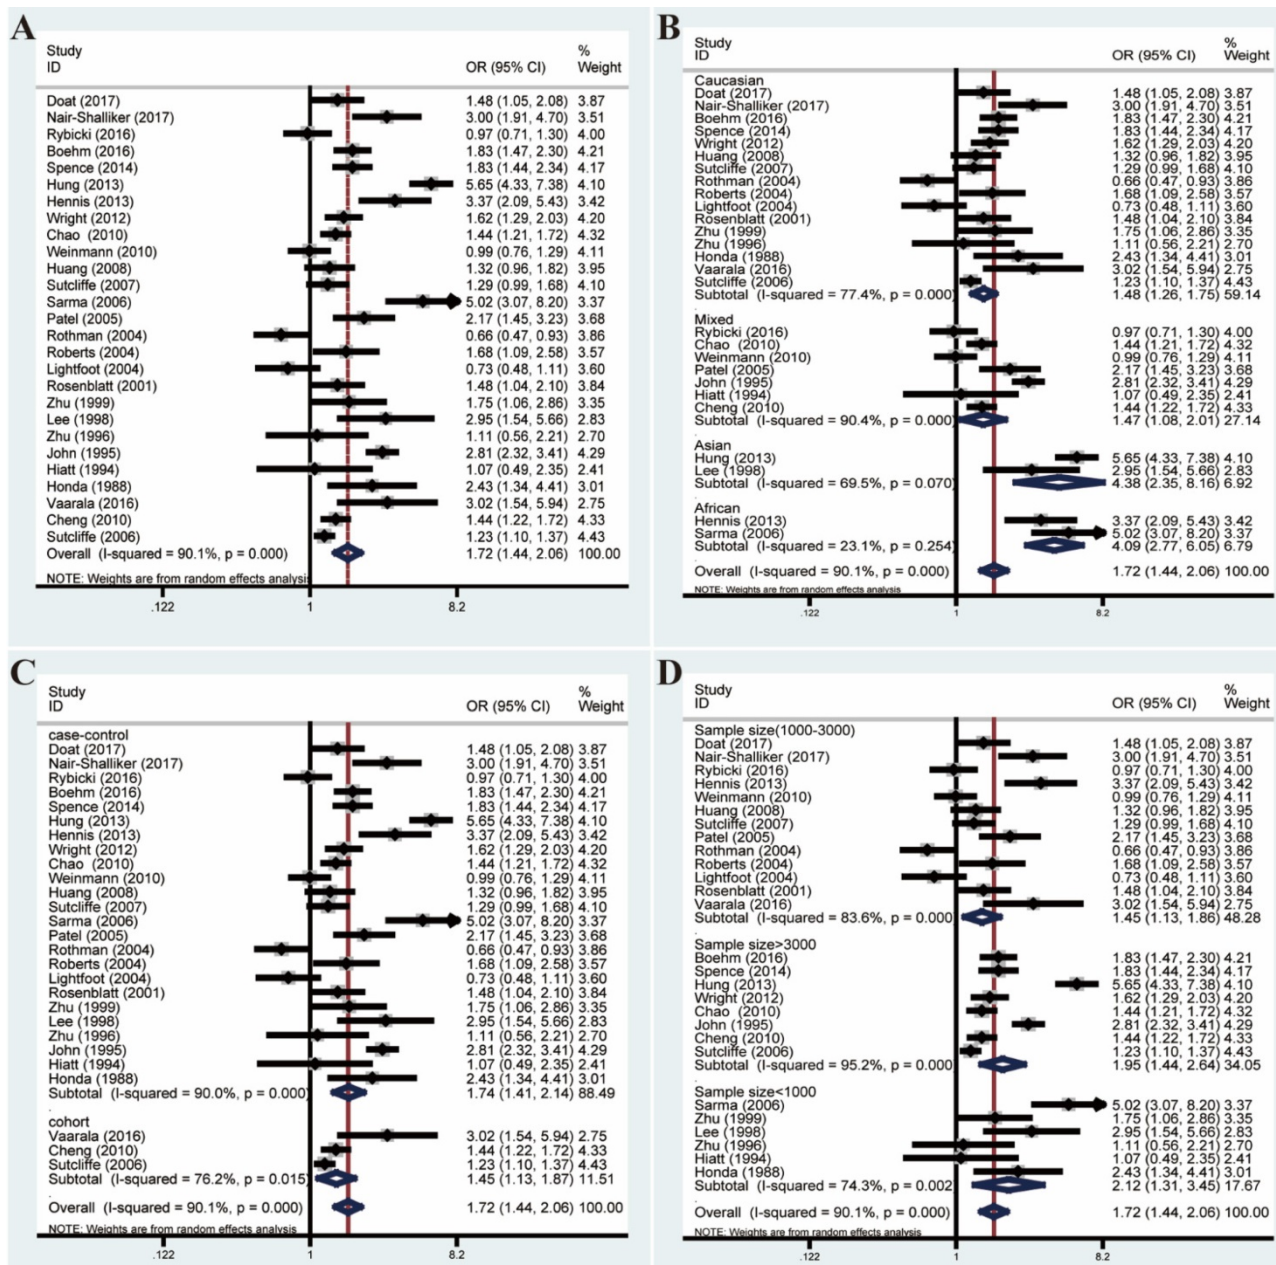 A
Study
ID
OR (95% CI)
%
Weight
Doat (2017) 1.48 (1.05, 2.08) 3.87
Nair-Shalliker (2017) 3.00 (1.91, 4.70) 3.51
Rybicki (2016) 0.97 (0.71, 1.30) 4.00
Boehm (2016) 1.83 (1.47, 2.30) 4.21
Spence (2014) 1.83 (1.44, 2.34) 4.17
Hung (2013) 5.65 (4.33, 7.38) 4.10
Hennis (2013) 3.37 (2.09, 5.43) 3.42
Wright (2012) 1.62 (1.29, 2.03) 4.20
Chao (2010) 1.44 (1.21, 1.72) 4.32
Weinmann (2010) 0.99 (0.76, 1.29) 4.11
Huang (2008) 1.32 (0.96, 1.82) 3.95
Sutcliffe (2007) 1.29 (0.99, 1.68) 4.10
Sarma (2006) 5.02 (3.07, 8.20) 3.37
Patel (2005) 2.17 (1.45, 3.23) 3.68
Rothman (2004) 0.66 (0.47, 0.93) 3.86
Roberts (2004) 1.68 (1.09, 2.58) 3.57
Lightfoot (2004) 0.73 (0.48, 1.11) 3.60
Rosenblatt (2001) 1.48 (1.04, 2.10) 3.84
Zhu (1999) 1.75 (1.06, 2.86) 3.35
Lee (1998) 2.95 (1.54, 5.66) 2.83
Zhu (1996) 1.11 (0.56, 2.21) 2.70
John (1995) 2.81 (2.32, 3.41) 4.29
Hiatt (1994) 1.07 (0.49, 2.35) 2.41
Honda (1988) 2.43 (1.34, 4.41) 3.01
Vaarala (2016) 3.02 (1.54, 5.94) 2.75
Cheng (2010) 1.44 (1.22, 1.72) 4.33
Sutcliffe (2006) 1.23 (1.10, 1.37) 4.43
Overall (I-squared = 90.1%, p = 0.000) 1.72 (1.44, 2.06) 100.00
NOTE: Weights are from random effects analysis
.122 1 8.2
B
Study
ID
OR (95% CI)
%
Weight
Caucasian
Doat (2017) 1.48 (1.05, 2.08) 3.87
Nair-Shalliker (2017) 3.00 (1.91, 4.70) 3.51
Boehm (2016) 1.83 (1.47, 2.30) 4.21
Spence (2014) 1.83 (1.44, 2.34) 4.17
Wright (2012) 1.62 (1.29, 2.03) 4.20
Huang (2008) 1.32 (0.96, 1.82) 3.95
Sutcliffe (2007) 1.29 (0.99, 1.68) 4.10
Rothman (2004) 0.66 (0.47, 0.93) 3.86
Roberts (2004) 1.68 (1.09, 2.58) 3.57
Lightfoot (2004) 0.73 (0.48, 1.11) 3.60
Rosenblatt (2001) 1.48 (1.04, 2.10) 3.84
Zhu (1999) 1.75 (1.06, 2.86) 3.35
Zhu (1996) 1.11 (0.56, 2.21) 2.70
Honda (1988) 2.43 (1.34, 4.41) 3.01
Vaarala (2016) 3.02 (1.54, 5.94) 2.75
Sutcliffe (2006) 1.23 (1.10, 1.37) 4.43
Subtotal (I-squared = 77.4%, p = 0.000) 1.48 (1.26, 1.75) 59.14
.
Mixed
Rybicki (2016) 0.97 (0.71, 1.30) 4.00
Chao (2010) 1.44 (1.21, 1.72) 4.32
Weinmann (2010) 0.99 (0.76, 1.29) 4.11
Patel (2005) 2.17 (1.45, 3.23) 3.68
John (1995) 2.81 (2.32, 3.41) 4.29
Hiatt (1994) 1.07 (0.49, 2.35) 2.41
Cheng (2010) 1.44 (1.22, 1.72) 4.33
Subtotal (I-squared = 90.4%, p = 0.000) 1.47 (1.08, 2.01) 27.14
.
Asian
Hung (2013) 5.65 (4.33, 7.38) 4.10
Lee (1998) 2.95 (1.54, 5.66) 2.83
Subtotal (I-squared = 69.5%, p = 0.070) 4.38 (2.35, 8.16) 6.92
.
African
Hennis (2013) 3.37 (2.09, 5.43) 3.42
Sarma (2006) 5.02 (3.07, 8.20) 3.37
Subtotal (I-squared = 23.1%, p = 0.254) 4.09 (2.77, 6.05) 6.79
.
Overall (I-squared = 90.1%, p = 0.000) 1.72 (1.44, 2.06) 100.00
NOTE: Weights are from random effects analysis
.122 1 8.2
C
Study
ID
OR (95% CI)
%
Weight
case-control
Doat (2017) 1.48 (1.05, 2.08) 3.87
Nair-Shalliker (2017) 3.00 (1.91, 4.70) 3.51
Rybicki (2016) 0.97 (0.71, 1.30) 4.00
Boehm (2016) 1.83 (1.47, 2.30) 4.21
Spence (2014) 1.83 (1.44, 2.34) 4.17
Hung (2013) 5.65 (4.33, 7.38) 4.10
Hennis (2013) 3.37 (2.09, 5.43) 3.42
Wright (2012) 1.62 (1.29, 2.03) 4.20
Chao (2010) 1.44 (1.21, 1.72) 4.32
Weinmann (2010) 0.99 (0.76, 1.29) 4.11
Huang (2008) 1.32 (0.96, 1.82) 3.95
Sutcliffe (2007) 1.29 (0.99, 1.68) 4.10
Sarma (2006) 5.02 (3.07, 8.20) 3.37
Patel (2005) 2.17 (1.45, 3.23) 3.68
Rothman (2004) 0.66 (0.47, 0.93) 3.86
Roberts (2004) 1.68 (1.09, 2.58) 3.57
Lightfoot (2004) 0.73 (0.48, 1.11) 3.60
Rosenblatt (2001) 1.48 (1.04, 2.10) 3.84
Zhu (1999) 1.75 (1.06, 2.86) 3.35
Lee (1998) 2.95 (1.54, 5.66) 2.83
Zhu (1996) 1.11 (0.56, 2.21) 2.70
John (1995) 2.81 (2.32, 3.41) 4.29
Hiatt (1994) 1.07 (0.49, 2.35) 2.41
Honda (1988) 2.43 (1.34, 4.41) 3.01
Subtotal (I-squared = 90.0%, p = 0.000) 1.74 (1.41, 2.14) 88.49
.
cohort
Vaarala (2016) 3.02 (1.54, 5.94) 2.75
Cheng (2010) 1.44 (1.22, 1.72) 4.33
Sutcliffe (2006) 1.23 (1.10, 1.37) 4.43
Subtotal (I-squared = 76.2%, p = 0.015) 1.45 (1.13, 1.87) 11.51
.
Overall (I-squared = 90.1%, p = 0.000) 1.72 (1.44, 2.06) 100.00
NOTE: Weights are from random effects analysis
.122 1 8.2
D
Study
ID
OR (95% CI)
%
Weight
Sample size(1000-3000)
Doat (2017) 1.48 (1.05, 2.08) 3.87
Nair-Shalliker (2017) 3.00 (1.91, 4.70) 3.51
Rybicki (2016) 0.97 (0.71, 1.30) 4.00
Hennis (2013) 3.37 (2.09, 5.43) 3.42
Weinmann (2010) 0.99 (0.76, 1.29) 4.11
Huang (2008) 1.32 (0.96, 1.82) 3.95
Sutcliffe (2007) 1.29 (0.99, 1.68) 4.10
Patel (2005) 2.17 (1.45, 3.23) 3.68
Rothman (2004) 0.66 (0.47, 0.93) 3.86
Roberts (2004) 1.68 (1.09, 2.58) 3.57
Lightfoot (2004) 0.73 (0.48, 1.11) 3.60
Rosenblatt (2001) 1.48 (1.04, 2.10) 3.84
Vaarala (2016) 3.02 (1.54, 5.94) 2.75
Subtotal (I-squared = 83.6%, p = 0.000 1.45 (1.13, 1.86) 48.28
.
Sample size>3000
Boehm (2016) 1.83 (1.47, 2.30) 4.21
Spence (2014) 1.83 (1.44, 2.34) 4.17
Hung (2013) 5.65 (4.33, 7.38) 4.10
Wright (2012) 1.62 (1.29, 2.03) 4.20
Chao (2010) 1.44 (1.21, 1.72) 4.32
John (1995) 2.81 (2.32, 3.41) 4.29
Cheng (2010) 1.44 (1.22, 1.72) 4.33
Sutcliffe (2006) 1.23 (1.10, 1.37) 4.43
Subtotal (I-squared = 95.2%, p = 0.000 1.95 (1.44, 2.64) 34.05
.
Sample size<1000
Sarma (2006) 5.02 (3.07, 8.20) 3.37
Zhu (1999) 1.75 (1.06, 2.86) 3.35
Lee (1998) 2.95 (1.54, 5.66) 2.83
Zhu (1996) 1.11 (0.56, 2.21) 2.70
Hiatt (1994) 1.07 (0.49, 2.35) 2.41
Honda (1988) 2.43 (1.34, 4.41) 3.01
Subtotal (I-squared = 74.3%, p = 0.002 2.12 (1.31, 3.45) 17.67
.
Overall (I-squared = 90.1%, p = 0.000) 1.72 (1.44, 2.06) 100.00
NOTE: Weights are from random effects analysis
.122 1 8.2